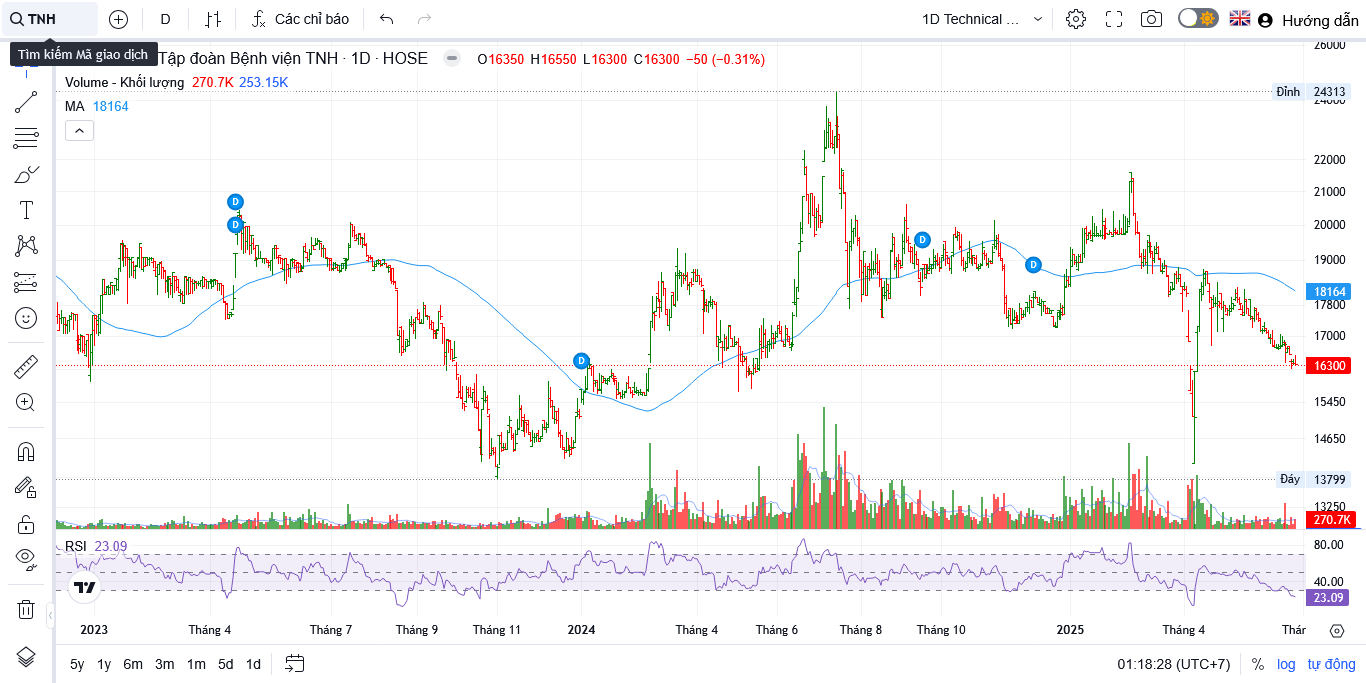 TNH D Các chỉ báo 1D Technical ... Hướng dẫn
Tìm kiếm Mã giao dịch
Tập đoàn Bệnh viện TNH · 1D · HOSE O16350 H16550 L16300 C16300 −50 (−0.31%)
Volume - Khối lượng 270.7K 253.15K
MA 18164
26000
Đỉnh 24313
24000
22000
21000
20000
19000
18164
17800
17000
16300
15450
14650
Đáy 13799
13250
270.7K
D
D
D
D
D
RSI 23.09
80.00
40.00
23.09
2023 Tháng 4 Tháng 7 Tháng 9 Tháng 11 2024 Tháng 4 Tháng 6 Tháng 8 Tháng 10 2025 Tháng 4 Thár
5y 1y 6m 3m 1m 5d 1d 01:18:28 (UTC+7) % log tự động